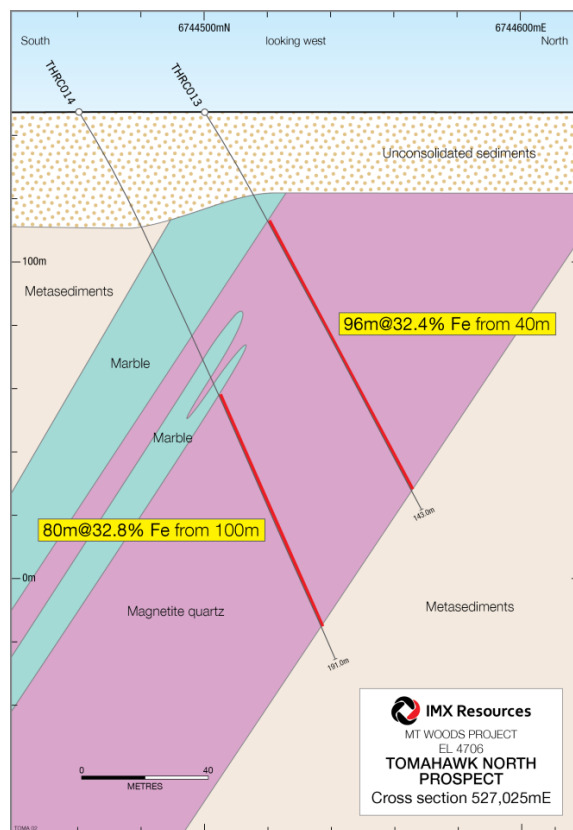 6744500mN
6744600mE
South
looking west
North
THRC014
THRC013
Unconsolidated sediments
100m
Metasediments
96m@32.4% Fe from 40m
Marble
Marble
143.0m
80m@32.8% Fe from 100m
0m
Magnetite quartz
Metasediments
191.0m
IMX Resources
MT WOODS PROJECT
EL 4706
TOMAHAWK NORTH
PROSPECT
Cross section 527,025mE
0
40
METRES
TOMA 02